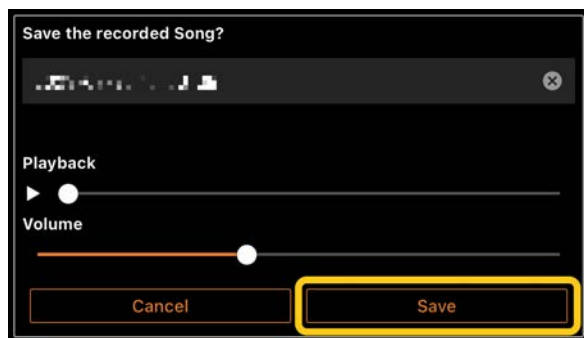 Save the recorded Song?
Playback
Volume
Cancel
Save